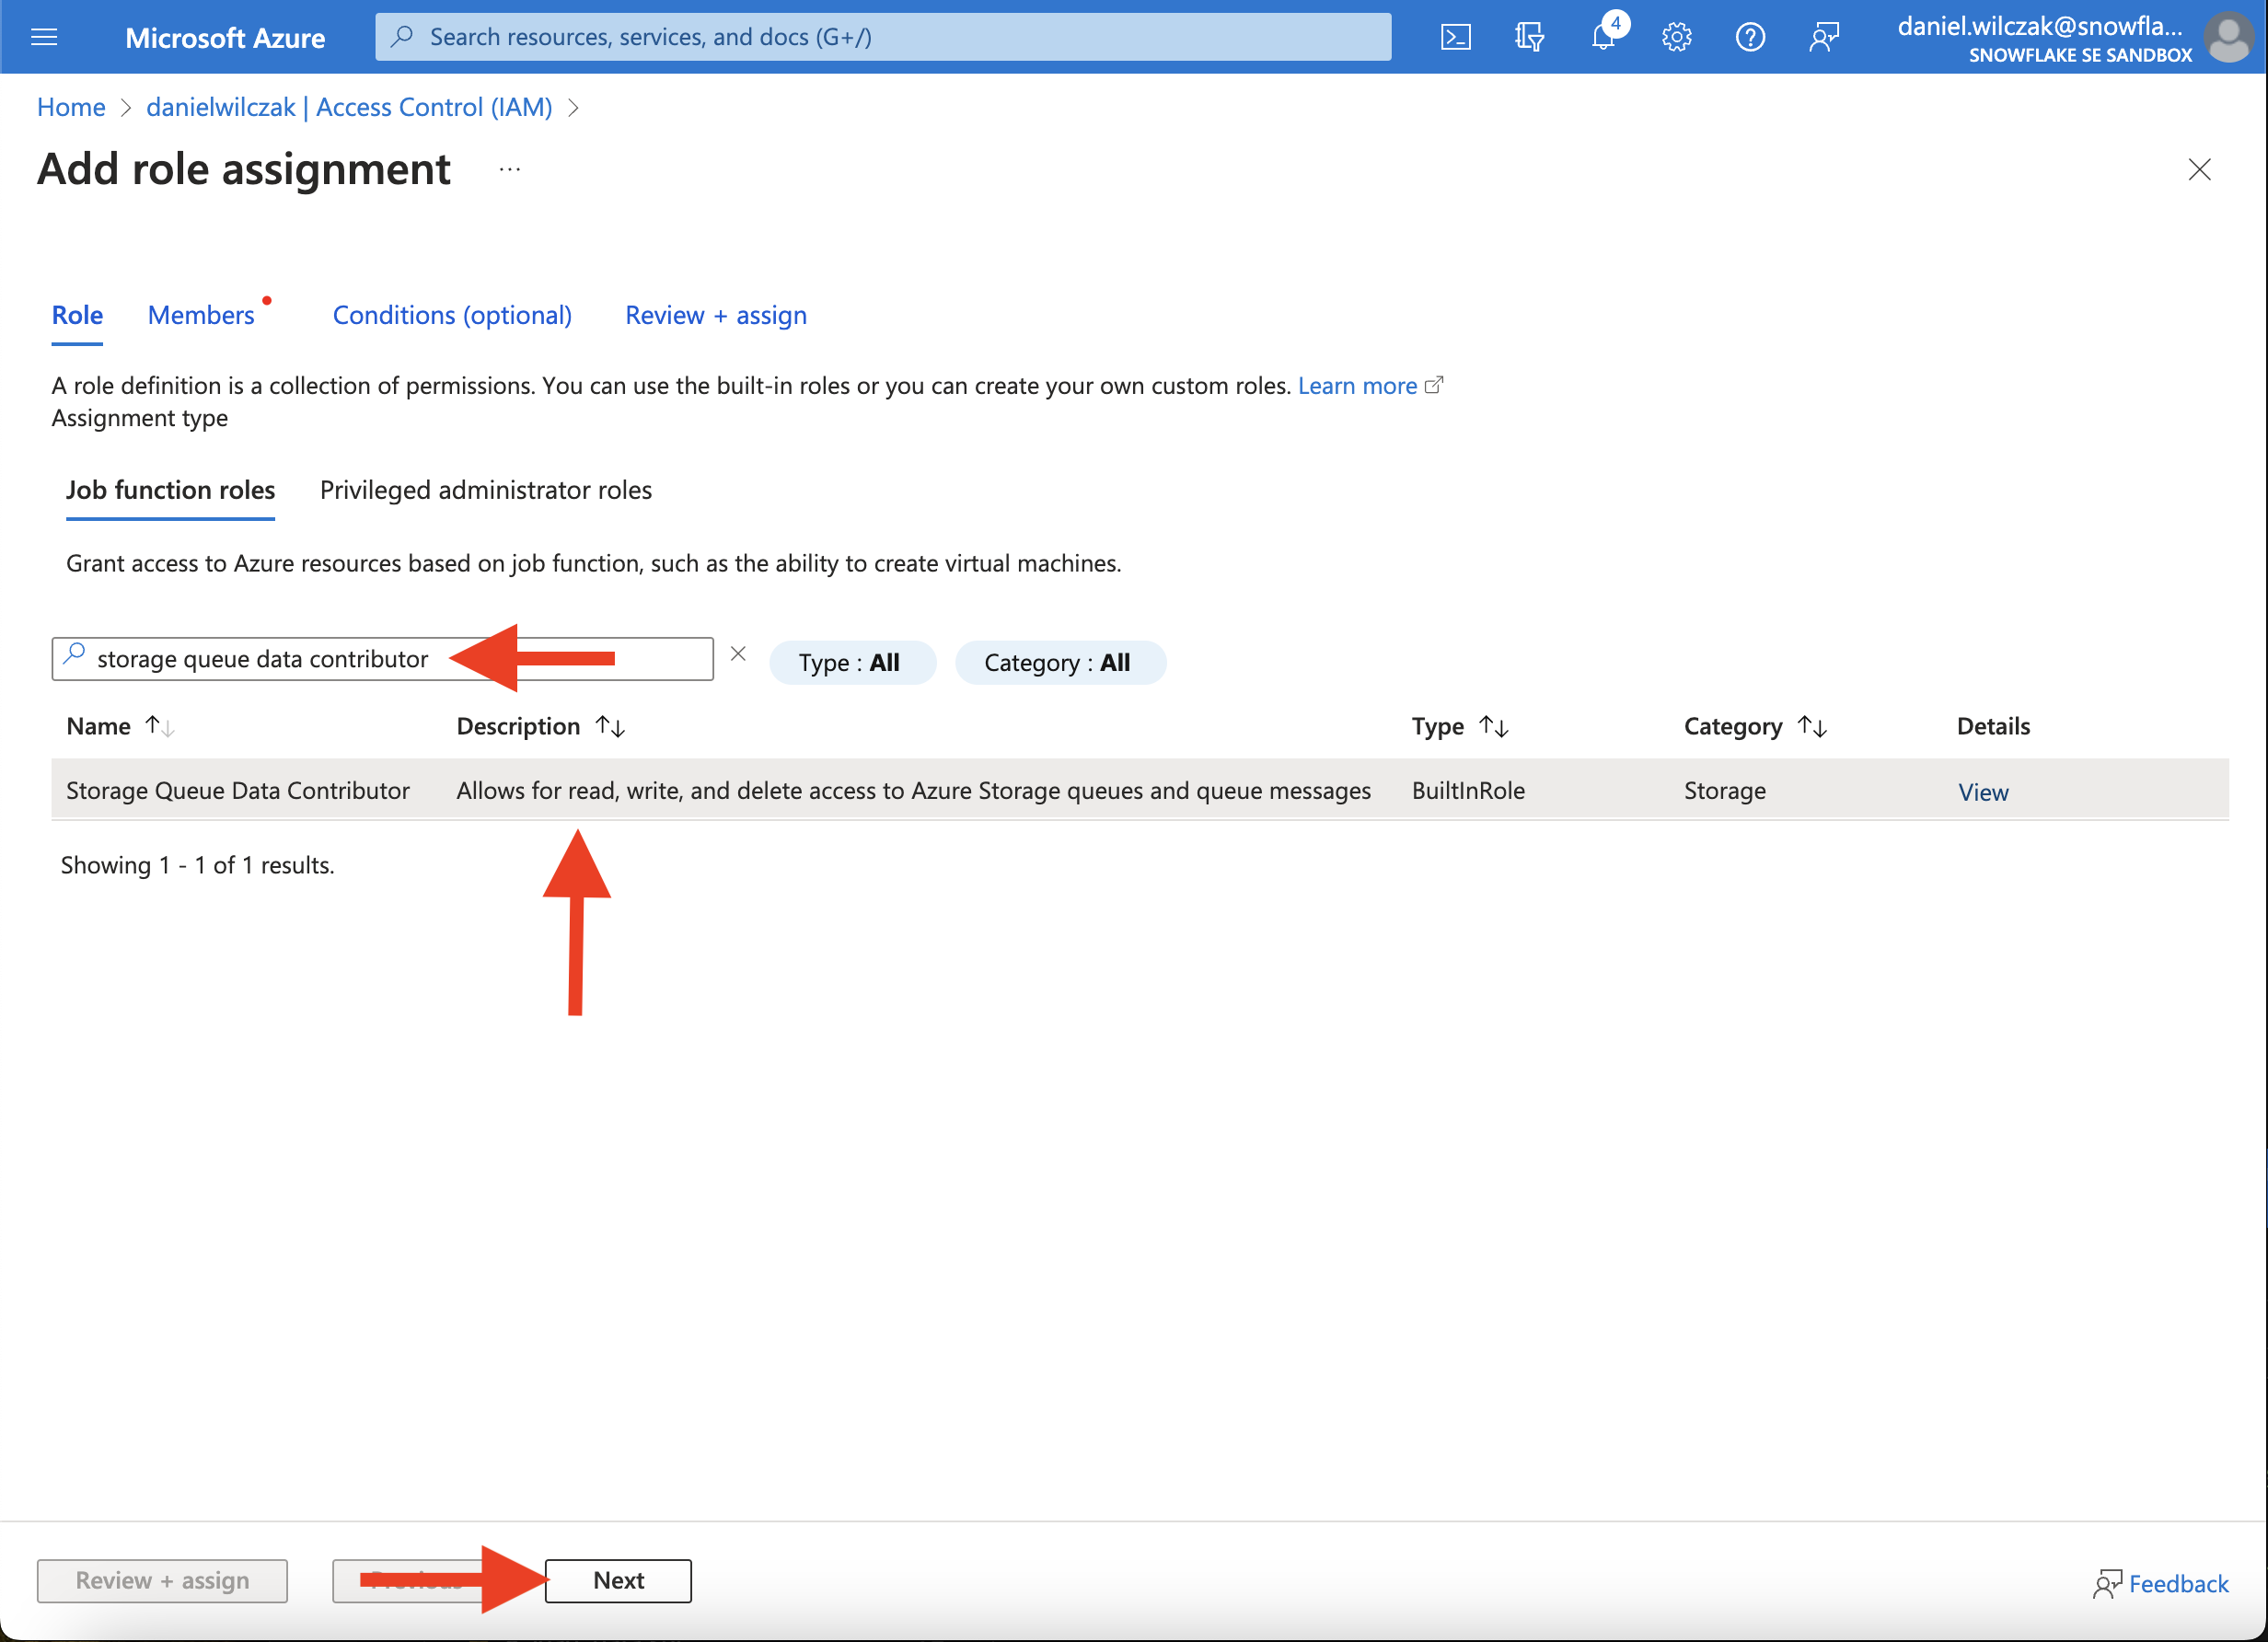 Microsoft Azure
Search resources, services, and docs (G+/)
4
daniel.wilczak@snowfla...
SNOWFLAKE SE SANDBOX
Home > danielwilczak | Access Control (IAM) >
Add role assignment ...
Role Members Conditions (optional) Review + assign
A role definition is a collection of permissions. You can use the built-in roles or you can create your own custom roles. Learn more
Assignment type
Job function roles Privileged administrator roles
Grant access to Azure resources based on job function, such as the ability to create virtual machines.
storage queue data contributor Type : All Category : All
Name Description Type Category Details
Storage Queue Data Contributor Allows for read, write, and delete access to Azure Storage queues and queue messages BuiltInRole Storage View
Showing 1 - 1 of 1 results.
Review + assign Previous Next Feedback